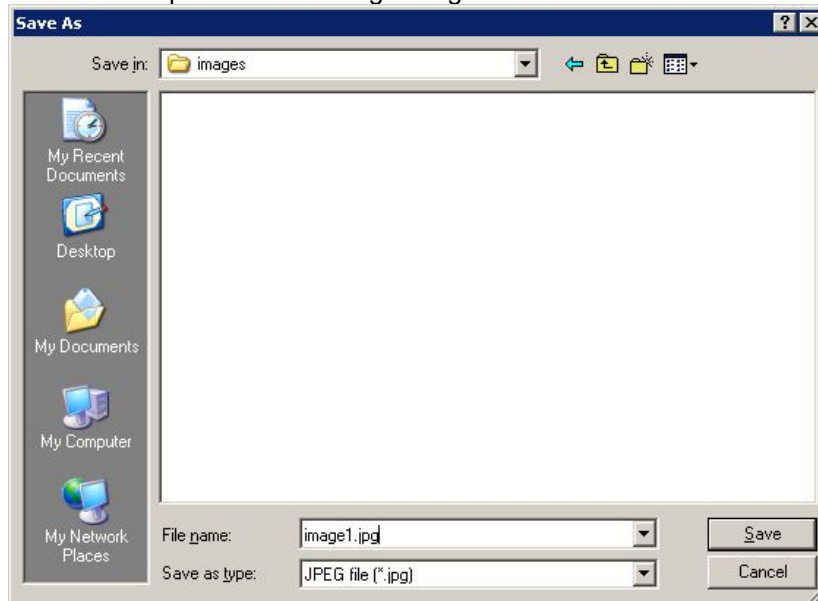 Save As
Save in:
images
My Recent
Documents
Desktop
My Documents
My Computer
My Network
Places
File name:
image1.jpg
Save
Save as type:
JPEG file (*.jpg)
Cancel